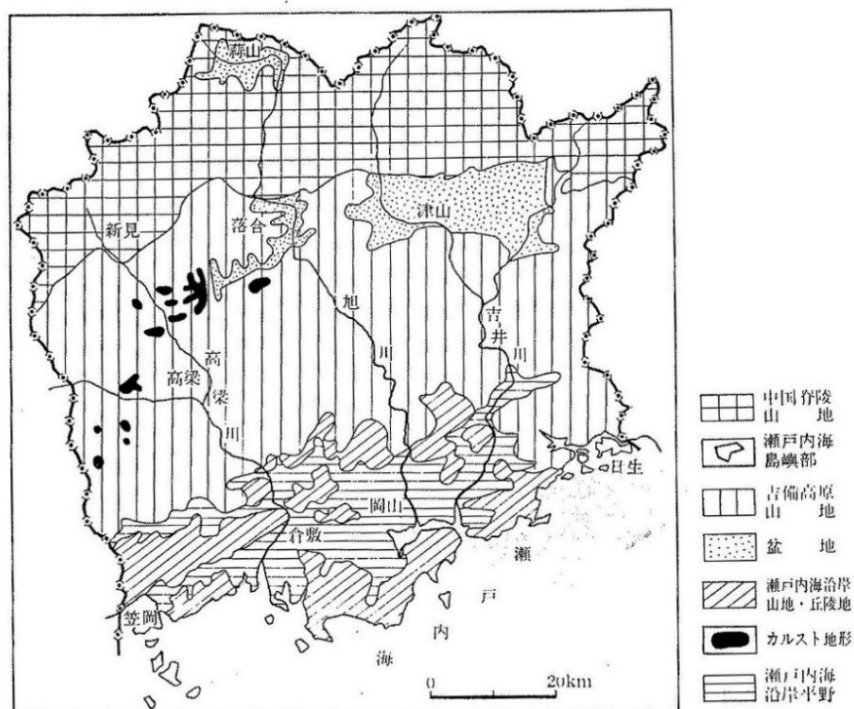 蒜山
新見
落合
津山
旭
川
吉
井
川
高梁
高
梁
川
日生
岡山
倉敷
笠岡
瀬
戸
内
海
0 20km
中国脊陵
山 地
瀬戸内海
島嶼部
吉備高原
山 地
盆 地
瀬戸内海沿岸
山地・丘陵地
カルスト地形
瀬戸内海
沿岸平野